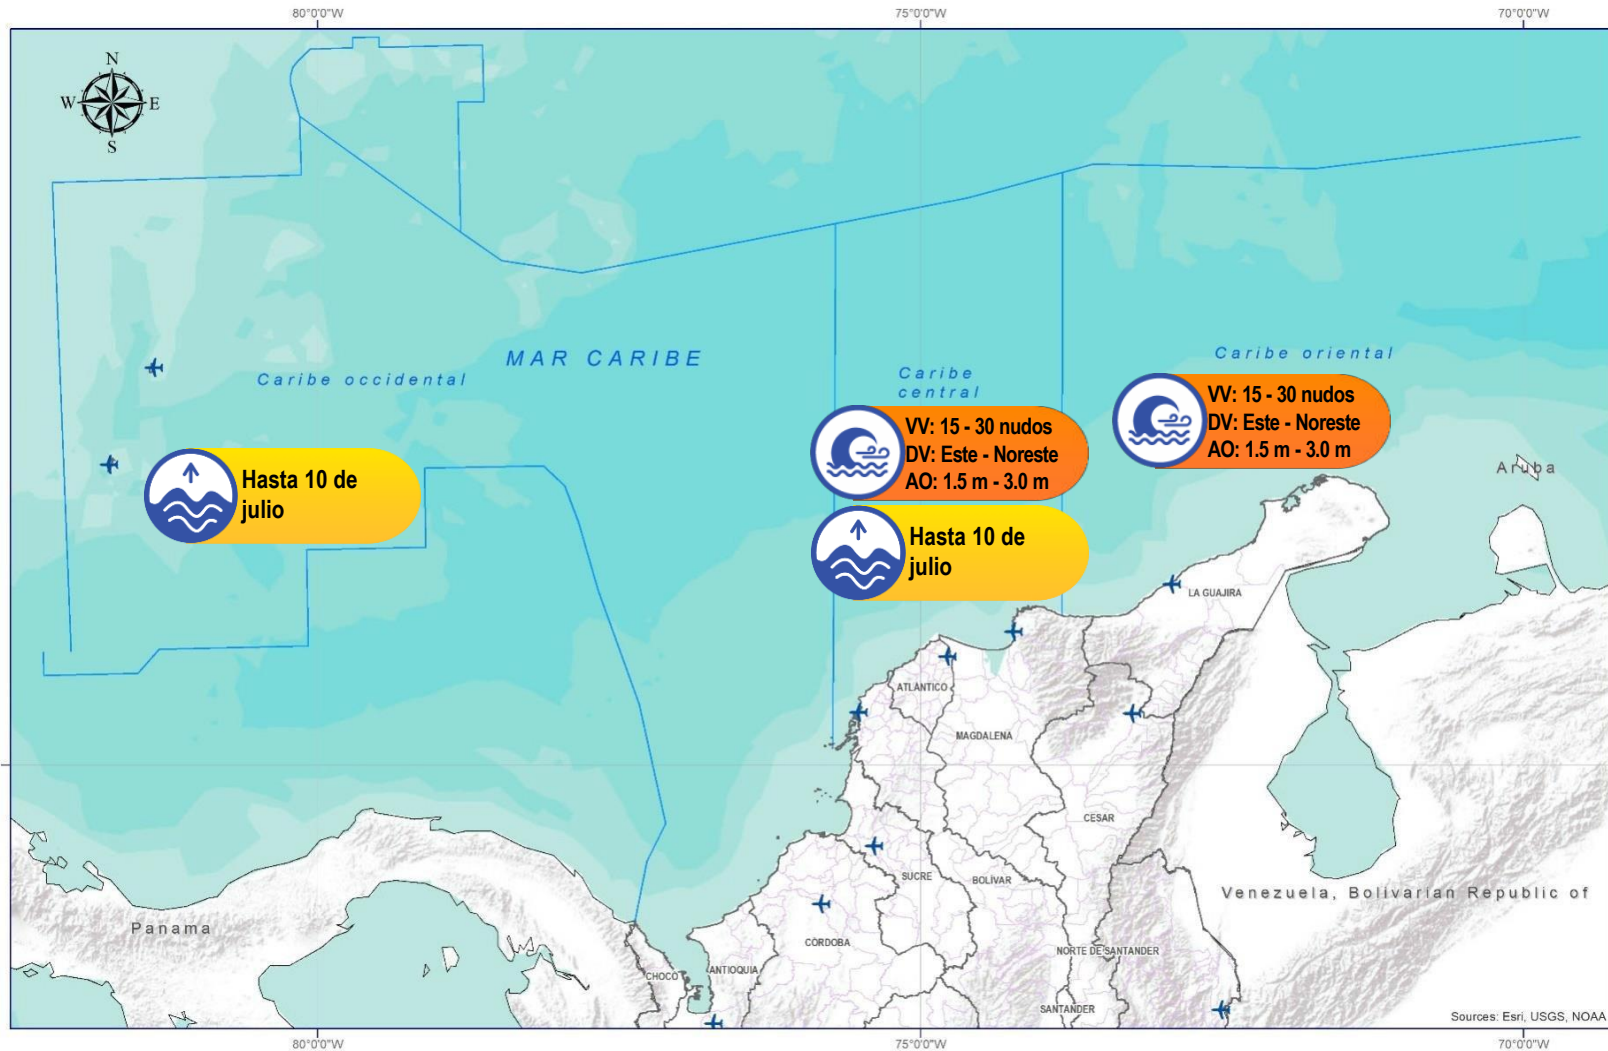 80°0'0"W
75°0'0"W
70°0'0"W
N
W
E
S
MAR CARIBE
Caribe occidental
Caribe
central
Caribe oriental
VV: 15 - 30 nudos
DV: Este - Noreste
AO: 1.5 m - 3.0 m
VV: 15 - 30 nudos
DV: Este - Noreste
AO: 1.5 m - 3.0 m
Hasta 10 de
julio
Hasta 10 de
julio
Aruba
LA GUAJIRA
ATLÁNTICO
MAGDALENA
CESAR
SUCRE
BOLÍVAR
Venezuela, Bolivarian Republic of
Panama
CÓRDOBA
NORTE DE SANTANDER
CHOCÓ
ANTIOQUIA
SANTANDER
Sources: Esri, USGS, NOAA
80°0'0"W
75°0'0"W
70°0'0"W